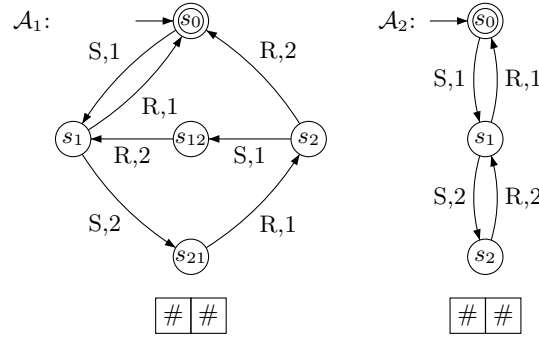 𝒜₁: s₀ 𝒜₂: s₀
S,1 R,2 S,1 R,1
R,1
s₁ s₁₂ s₂ s₁
R,2 S,1
S,2 R,1 S,2 R,2
s₂₁ s₂
# # # #